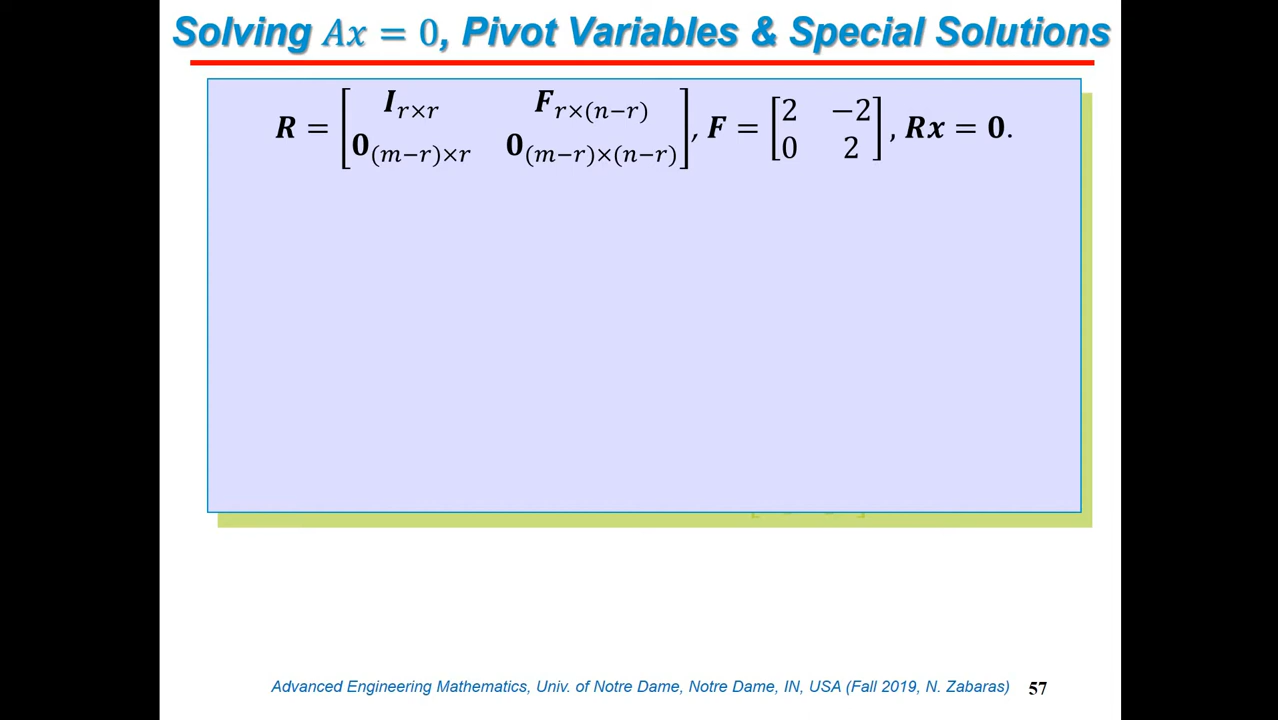 Solving 𝐴𝑥 = 0, Pivot Variables & Special Solutions
𝑹 = [𝑰_{𝑟×𝑟} 𝑭_{𝑟×(𝑛−𝑟)}; 𝟎_{(𝑚−𝑟)×𝑟} 𝟎_{(𝑚−𝑟)×(𝑛−𝑟)}], 𝑭 = [2 −2; 0 2], 𝑹𝒙 = 𝟎.
Advanced Engineering Mathematics, Univ. of Notre Dame, Notre Dame, IN, USA (Fall 2019, N. Zabaras) 57